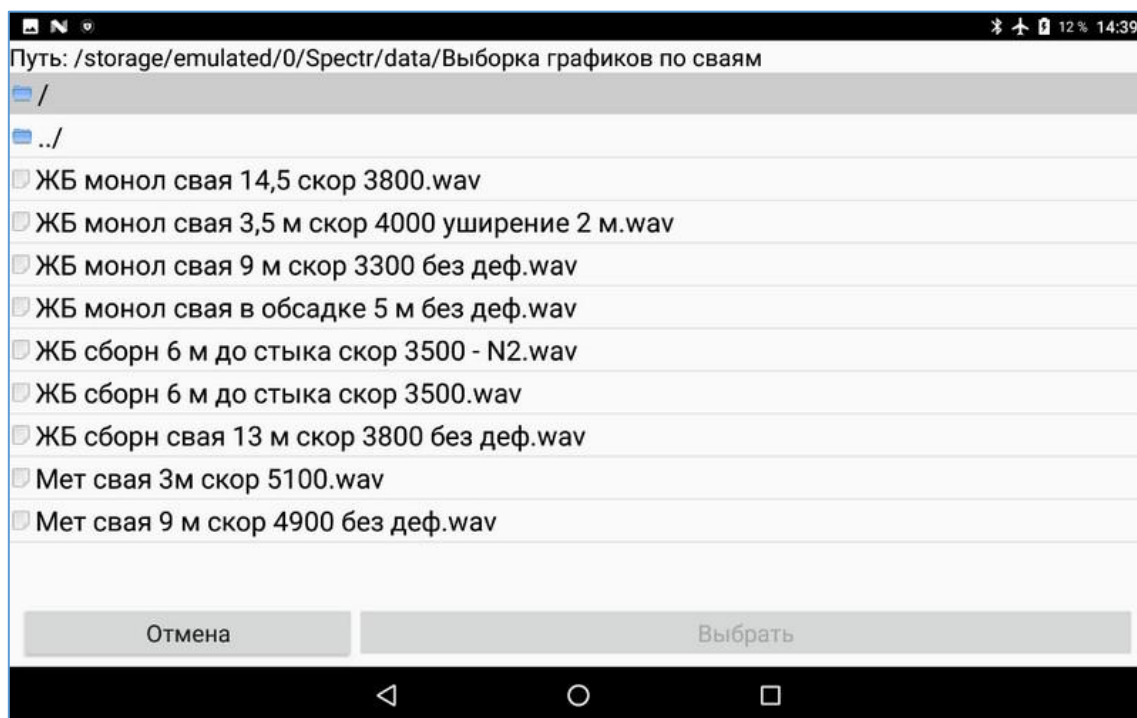 12 % 14:39
Путь: /storage/emulated/0/Spectr/data/Выборка графиков по сваям
/
../
ЖБ монол свая 14,5 скор 3800.wav
ЖБ монол свая 3,5 м скор 4000 уширение 2 м.wav
ЖБ монол свая 9 м скор 3300 без деф.wav
ЖБ монол свая в обсадке 5 м без деф.wav
ЖБ сборн 6 м до стыка скор 3500 - N2.wav
ЖБ сборн 6 м до стыка скор 3500.wav
ЖБ сборн свая 13 м скор 3800 без деф.wav
Мет свая 3м скор 5100.wav
Мет свая 9 м скор 4900 без деф.wav
Отмена Выбрать